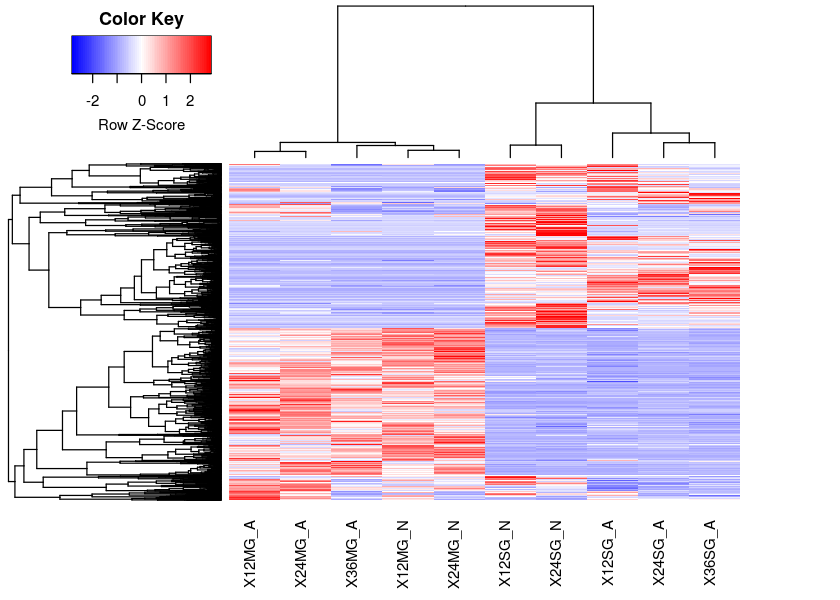 Color Key
-2 0 1 2
Row Z-Score
X12MG_A
X24MG_A
X36MG_A
X12MG_N
X24MG_N
X12SG_N
X24SG_N
X12SG_A
X24SG_A
X36SG_A